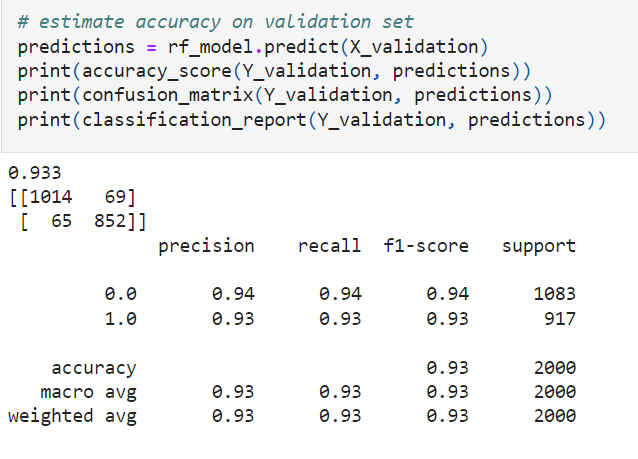 # estimate accuracy on validation set
predictions = rf_model.predict(X_validation)
print(accuracy_score(Y_validation, predictions))
print(confusion_matrix(Y_validation, predictions))
print(classification_report(Y_validation, predictions))
0.933
[[1014   69]
 [  65  852]]
              precision    recall  f1-score   support
         0.0       0.94      0.94      0.94      1083
         1.0       0.93      0.93      0.93       917
    accuracy                           0.93      2000
   macro avg       0.93      0.93      0.93      2000
weighted avg       0.93      0.93      0.93      2000